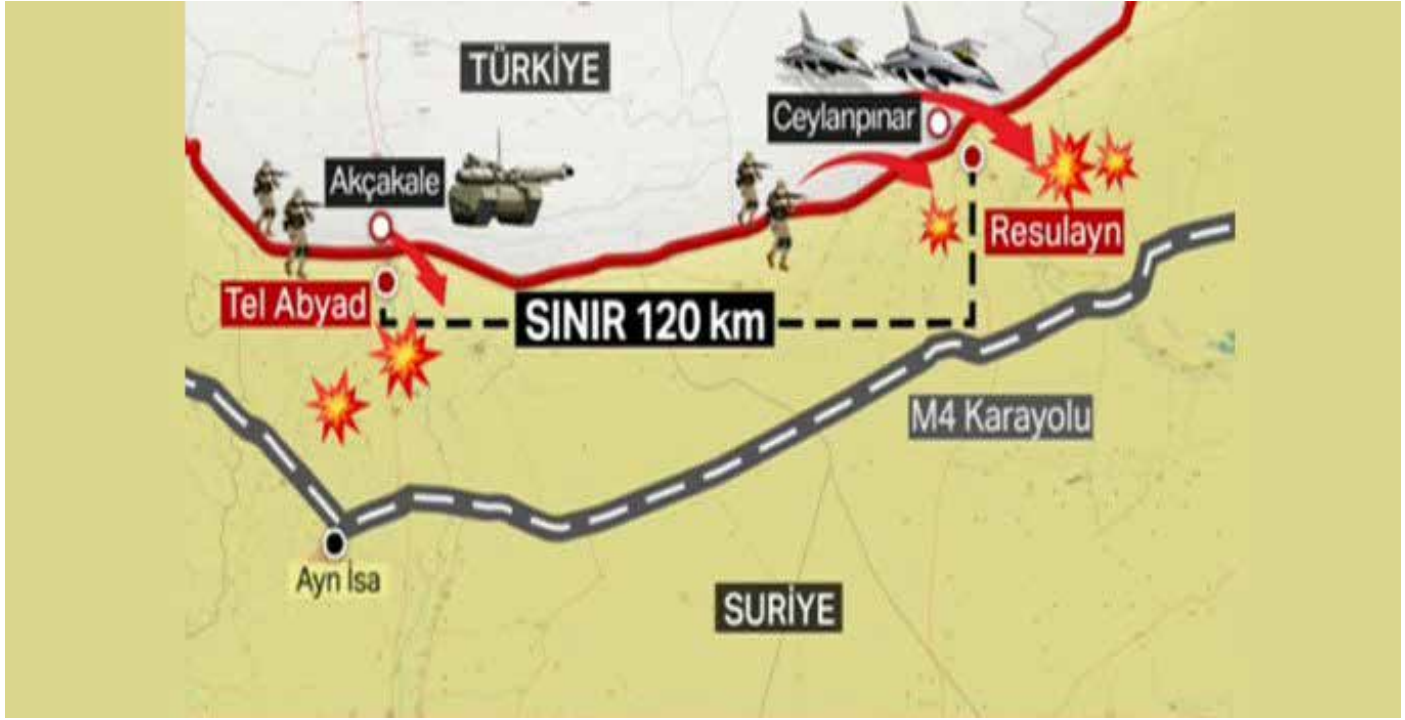 TÜRKİYE
Ceylanpınar
Akçakale
Resulayn
Tel Abyad
SINIR 120 km
M4 Karayolu
Ayn İsa
SURİYE